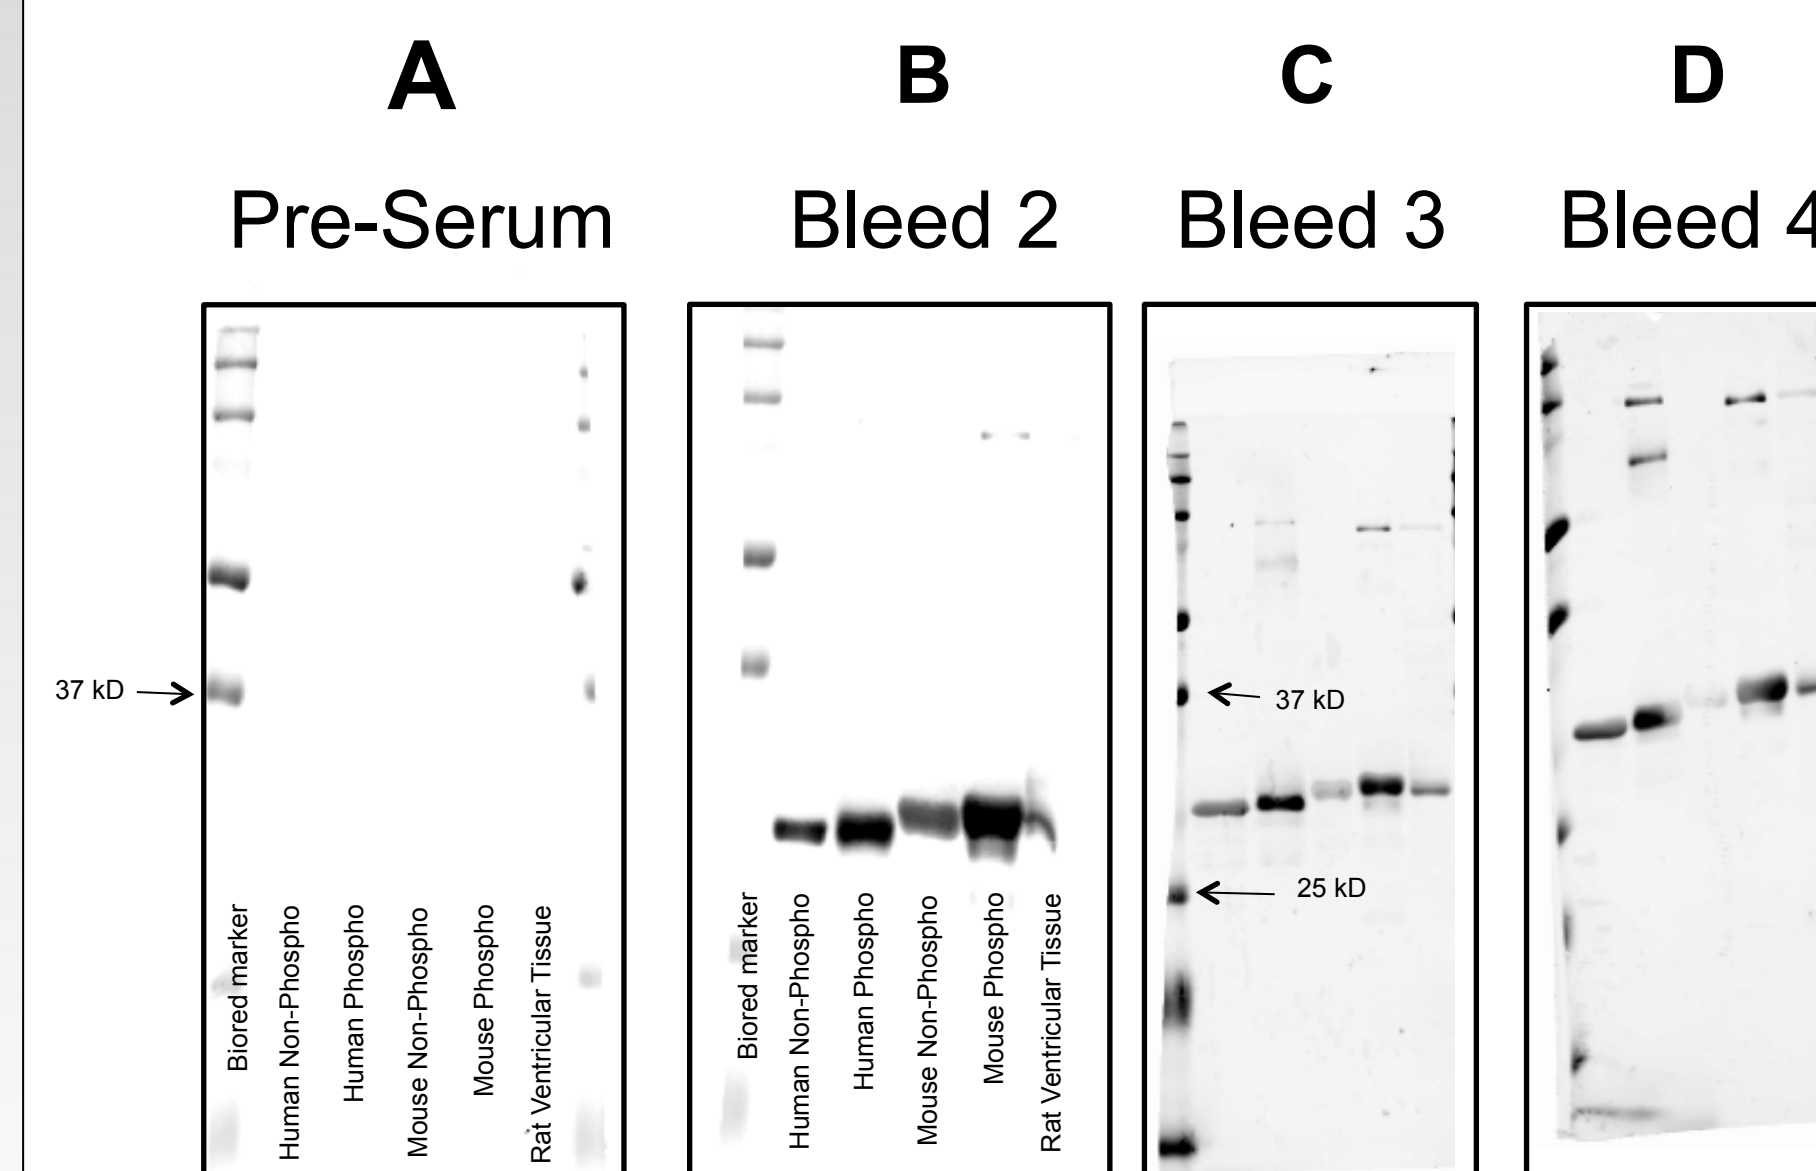 A
B
C
D
Pre-Serum
Bleed 2
Bleed 3
Bleed 4
37 kD
37 kD
25 kD
Biored marker
Human Non-Phospho
Human Phospho
Mouse Non-Phospho
Mouse Phospho
Rat Ventricular Tissue
Biored marker
Human Non-Phospho
Human Phospho
Mouse Non-Phospho
Mouse Phospho
Rat Ventricular Tissue